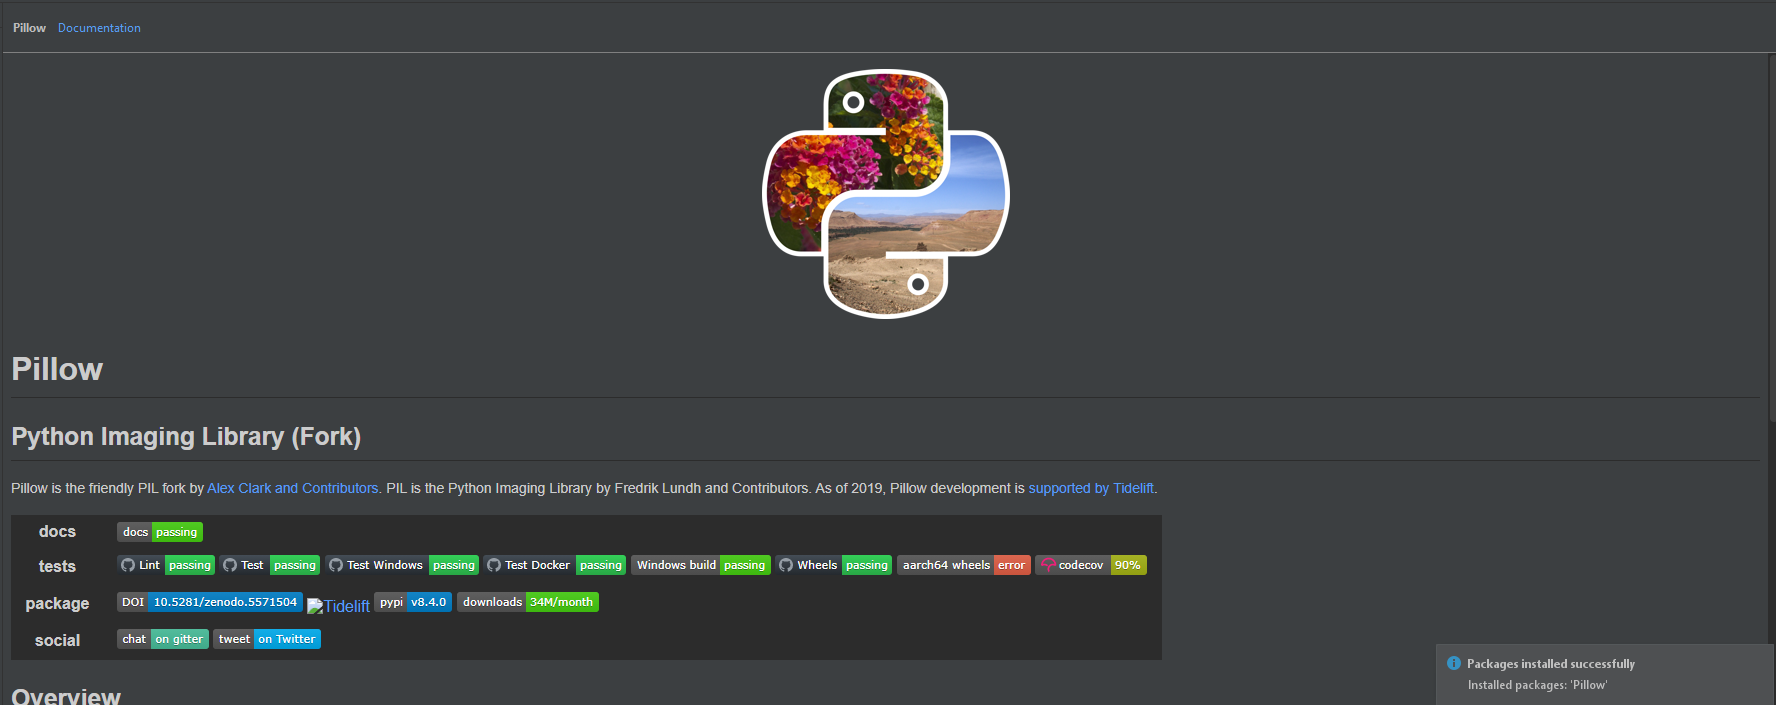 Pillow Documentation
Pillow
Python Imaging Library (Fork)
Pillow is the friendly PIL fork by Alex Clark and Contributors. PIL is the Python Imaging Library by Fredrik Lundh and Contributors. As of 2019, Pillow development is supported by Tidelift.
docs docs passing
tests Lint passing Test passing Test Windows passing Test Docker passing Windows build passing Wheels passing aarch64 wheels error codecov 90%
package DOI 10.5281/zenodo.5571504 Tidelift pypi v8.4.0 downloads 34M/month
social chat on gitter tweet on Twitter
Overview
Packages installed successfully
Installed packages: 'Pillow'